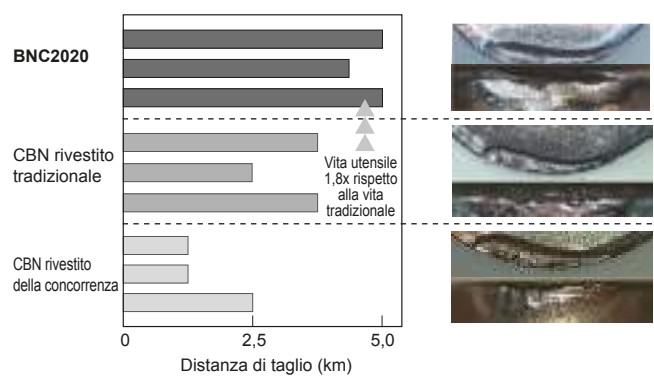 BNC2020
CBN rivestito
tradizionale
Vita utensile
1,8x rispetto
alla vita
tradizionale
CBN rivestito
della concorrenza
0 2,5 5,0
Distanza di taglio (km)